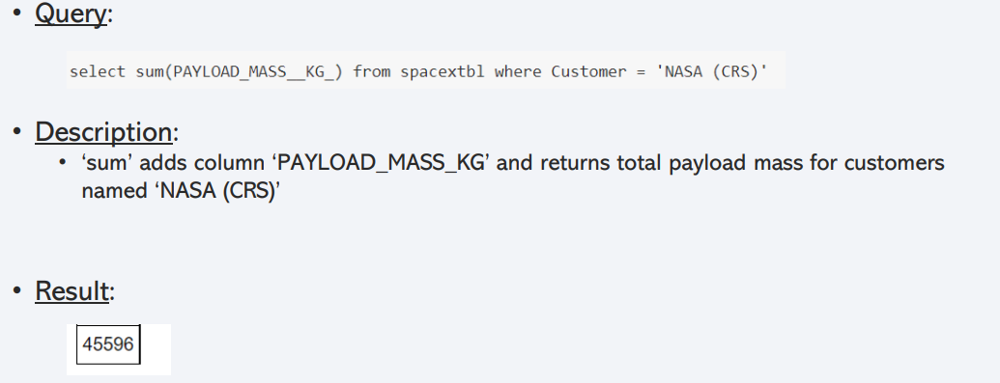 • Query:
select sum(PAYLOAD_MASS__KG_) from spacextbl where Customer = 'NASA (CRS)'
• Description:
• ‘sum’ adds column ‘PAYLOAD_MASS_KG’ and returns total payload mass for customers
named ‘NASA (CRS)’
• Result:
45596